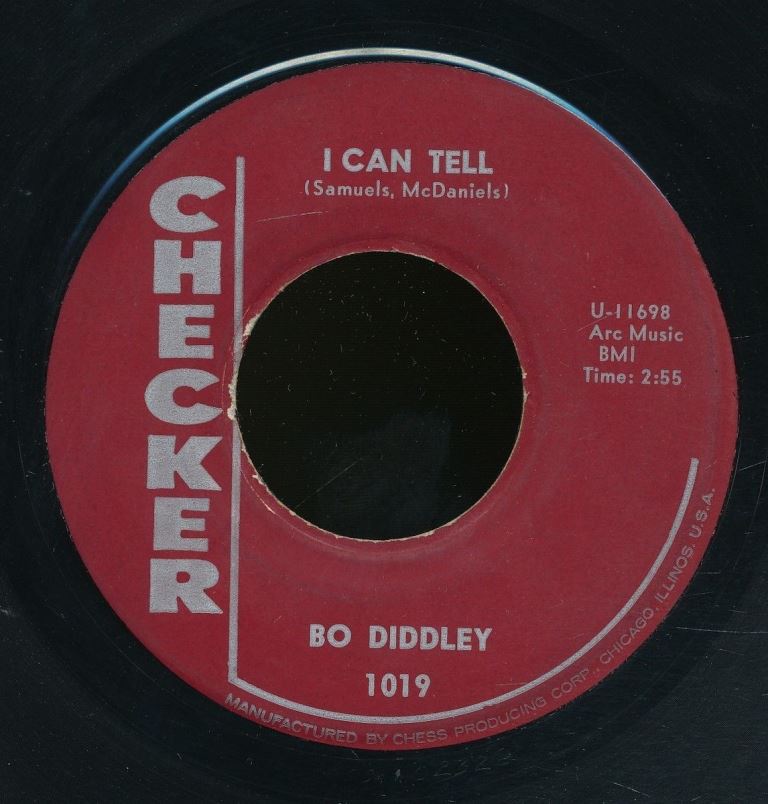 I CAN TELL
(Samuels, McDaniels)
CHECKER
U-11698
Arc Music
BMI
Time: 2:55
BO DIDDLEY
1019
MANUFACTURED BY CHESS PRODUCING CORP., CHICAGO, ILLINOS, U.S.A.